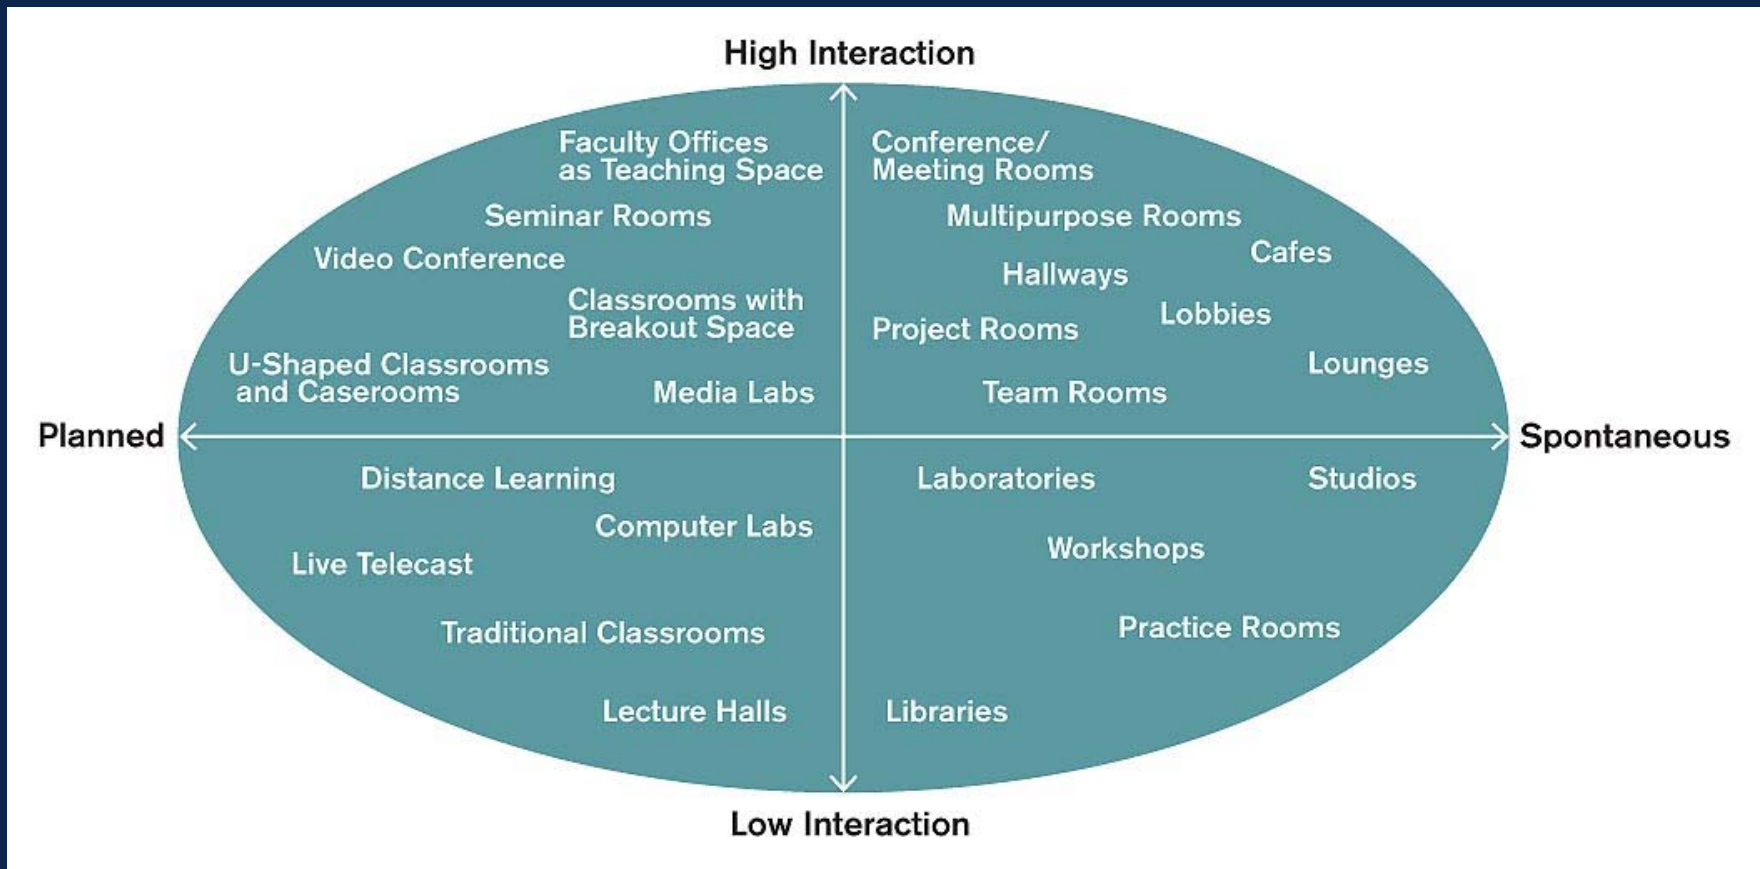 High Interaction
Faculty Offices
as Teaching Space
Conference/
Meeting Rooms
Seminar Rooms
Multipurpose Rooms
Video Conference
Cafes
Hallways
Classrooms with
Breakout Space
Lobbies
Project Rooms
U-Shaped Classrooms
and Caserooms
Lounges
Media Labs
Team Rooms
Planned
Spontaneous
Distance Learning
Laboratories
Studios
Computer Labs
Workshops
Live Telecast
Traditional Classrooms
Practice Rooms
Lecture Halls
Libraries
Low Interaction